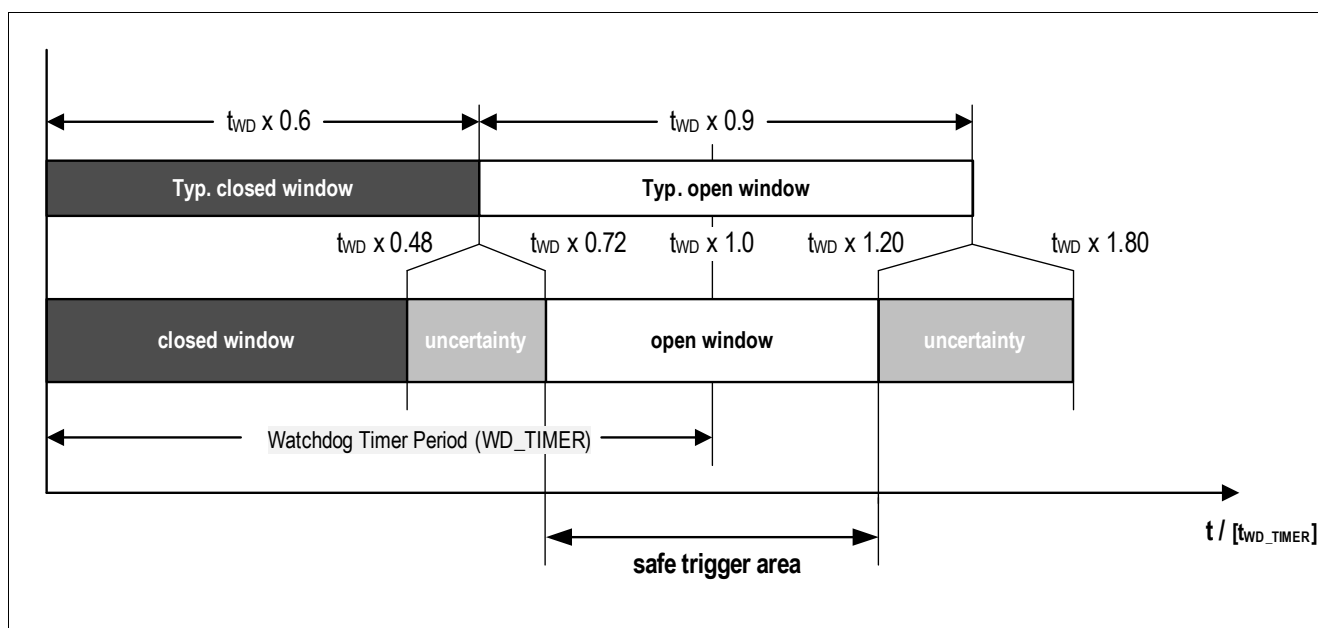 tWD x 0.6
tWD x 0.9
Typ. closed window
Typ. open window
tWD x 0.48
tWD x 0.72
tWD x 1.0
tWD x 1.20
tWD x 1.80
closed window
uncertainty
open window
uncertainty
Watchdog Timer Period (WD_TIMER)
t / [tWD_TIMER]
safe trigger area